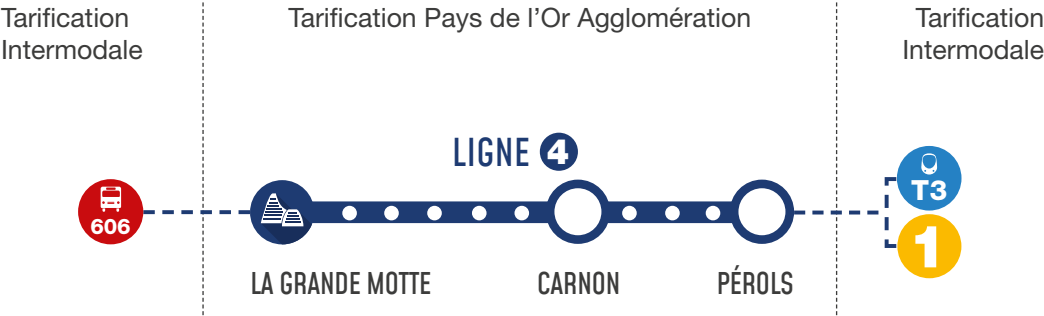 Tarification
Intermodale
Tarification Pays de l'Or Agglomération
Tarification
Intermodale
LIGNE 4
606
T3
1
LA GRANDE MOTTE
CARNON
PÉROLS